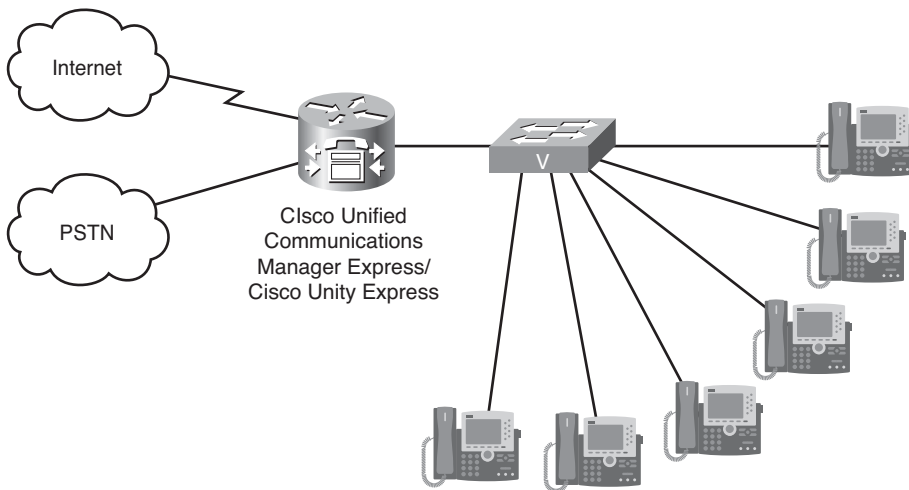 Internet
PSTN
CIsco Unified
Communications
Manager Express/
Cisco Unity Express
V